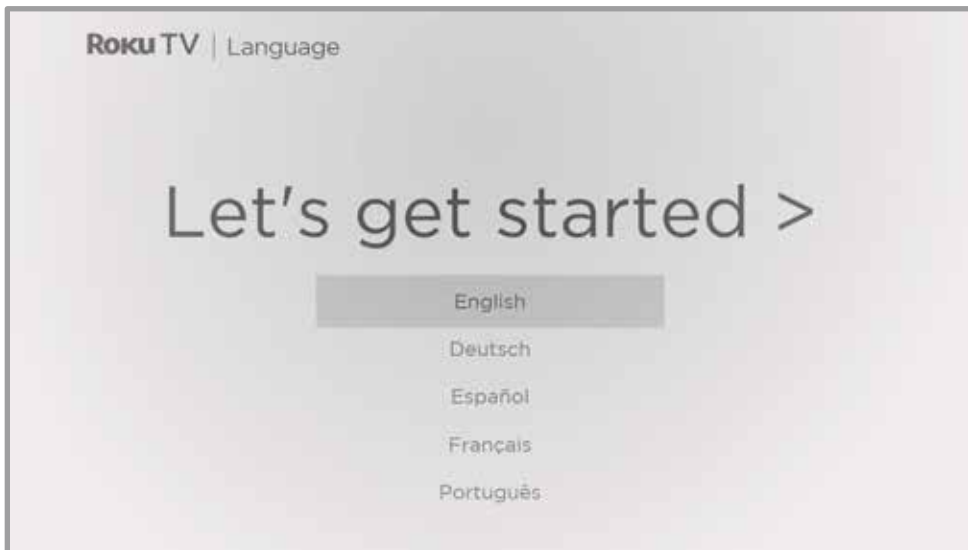 Roku TV | Language
Let's get started >
English
Deutsch
Español
Français
Português